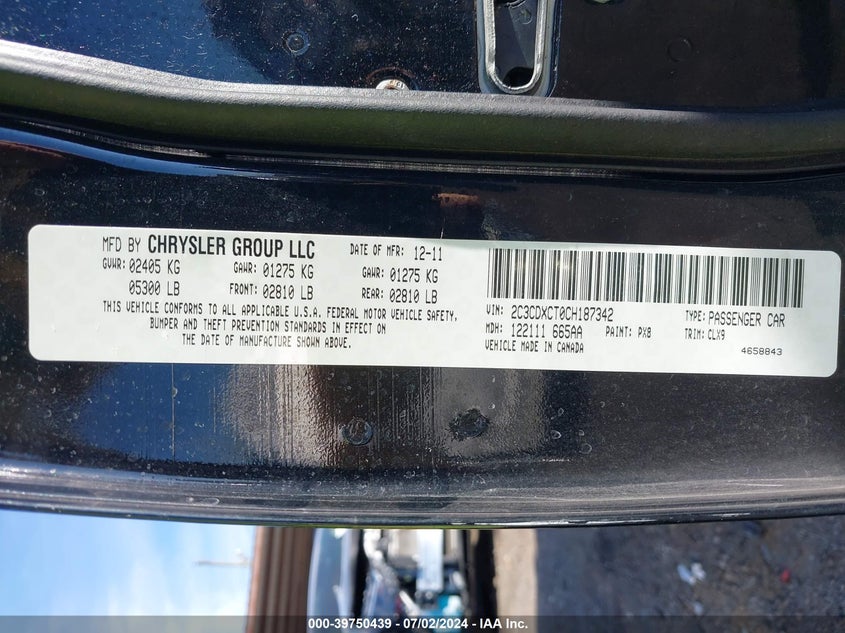 MFD BY CHRYSLER GROUP LLC DATE OF MFR: 12-11
GVWR: 02405 KG GAWR: 01275 KG GAWR: 01275 KG
05300 LB FRONT: 02810 LB REAR: 02810 LB
THIS VEHICLE CONFORMS TO ALL APPLICABLE U.S.A. FEDERAL MOTOR VEHICLE SAFETY,
BUMPER AND THEFT PREVENTION STANDARDS IN EFFECT ON
THE DATE OF MANUFACTURE SHOWN ABOVE.
VIN: 2C3CDXCT0CH187342 TYPE: PASSENGER CAR
MDH: 122111 665AA PAINT: PX8 TRIM: CLX9
VEHICLE MADE IN CANADA 4658843
000-39750439 - 07/02/2024 - IAA Inc.